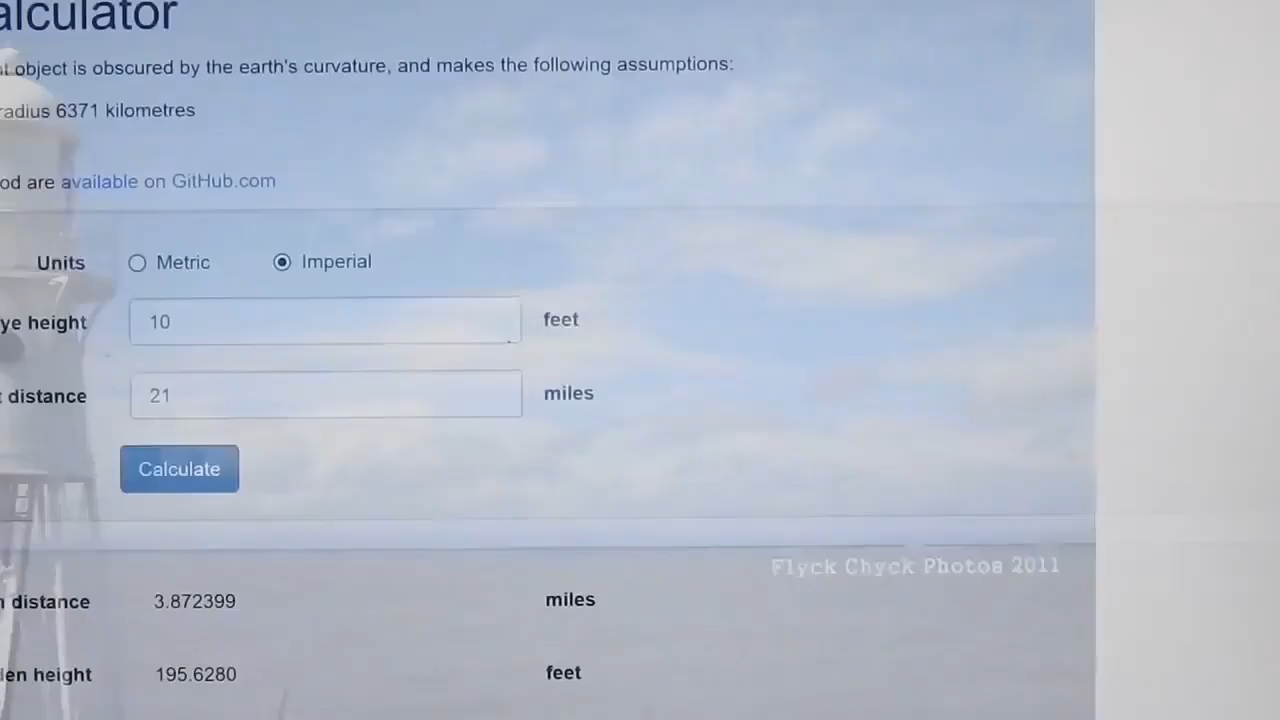 alculator
t object is obscured by the earth's curvature, and makes the following assumptions:
radius 6371 kilometres
od are available on GitHub.com
Units Metric Imperial
ye height 10 feet
t distance 21 miles
Calculate
Flyck Chyck Photos 2011
n distance 3.872399 miles
en height 195.6280 feet